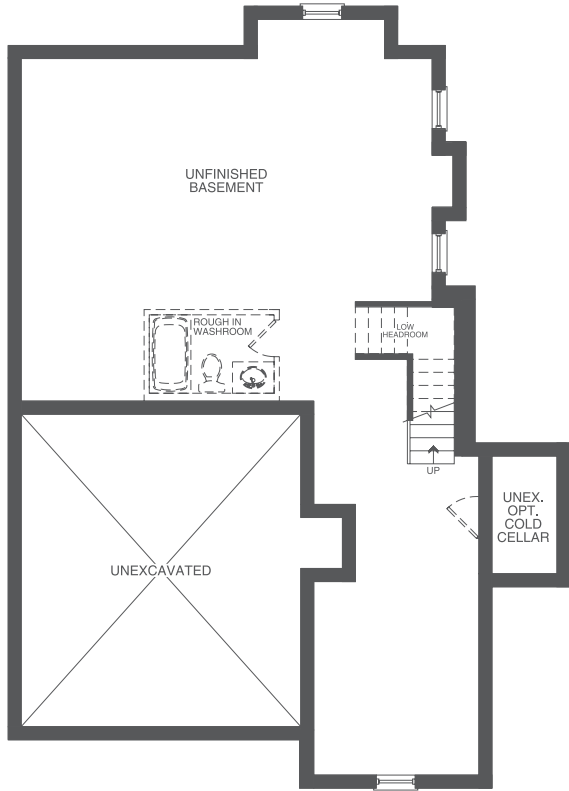 UNFINISHED
BASEMENT
ROUGH IN
WASHROOM
LOW
HEADROOM
UP
UNEX.
OPT.
COLD
CELLAR
UNEXCAVATED